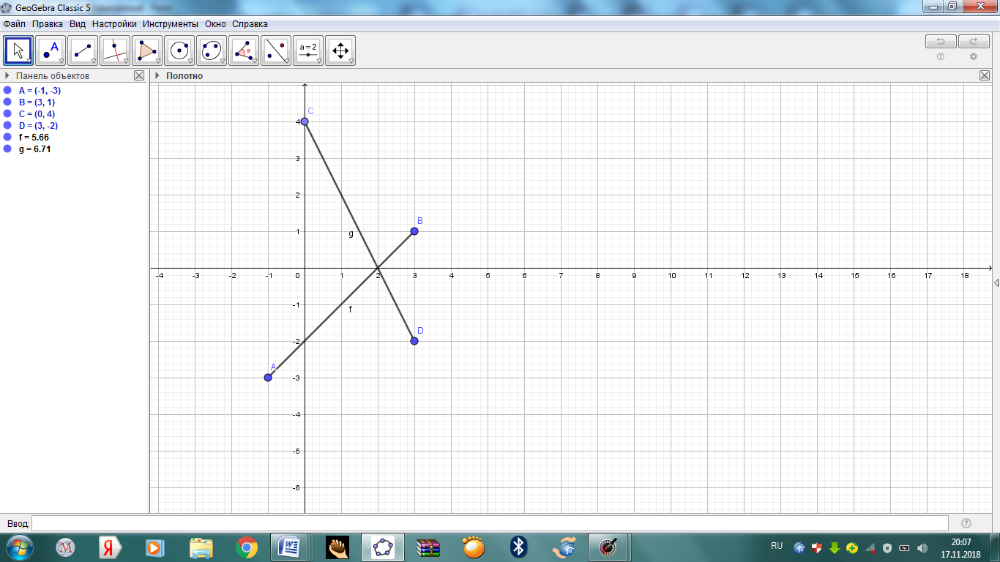 GeoGebra Classic 5
Файл Правка Вид Настройки Инструменты Окно Справка
A
α
a=2
Панель объектов
Полотно
A = (-1, -3)
B = (3, 1)
C = (0, 4)
D = (3, -2)
f = 5.66
g = 6.71
C
4
3
2
B
1
g
-4 -3 -2 -1 0 1 2 3 4 5 6 7 8 9 10 11 12 13 14 15 16 17 18
-1
f
D
-2
A
-3
-4
-5
-6
Ввод:
RU
20:07
17.11.2018